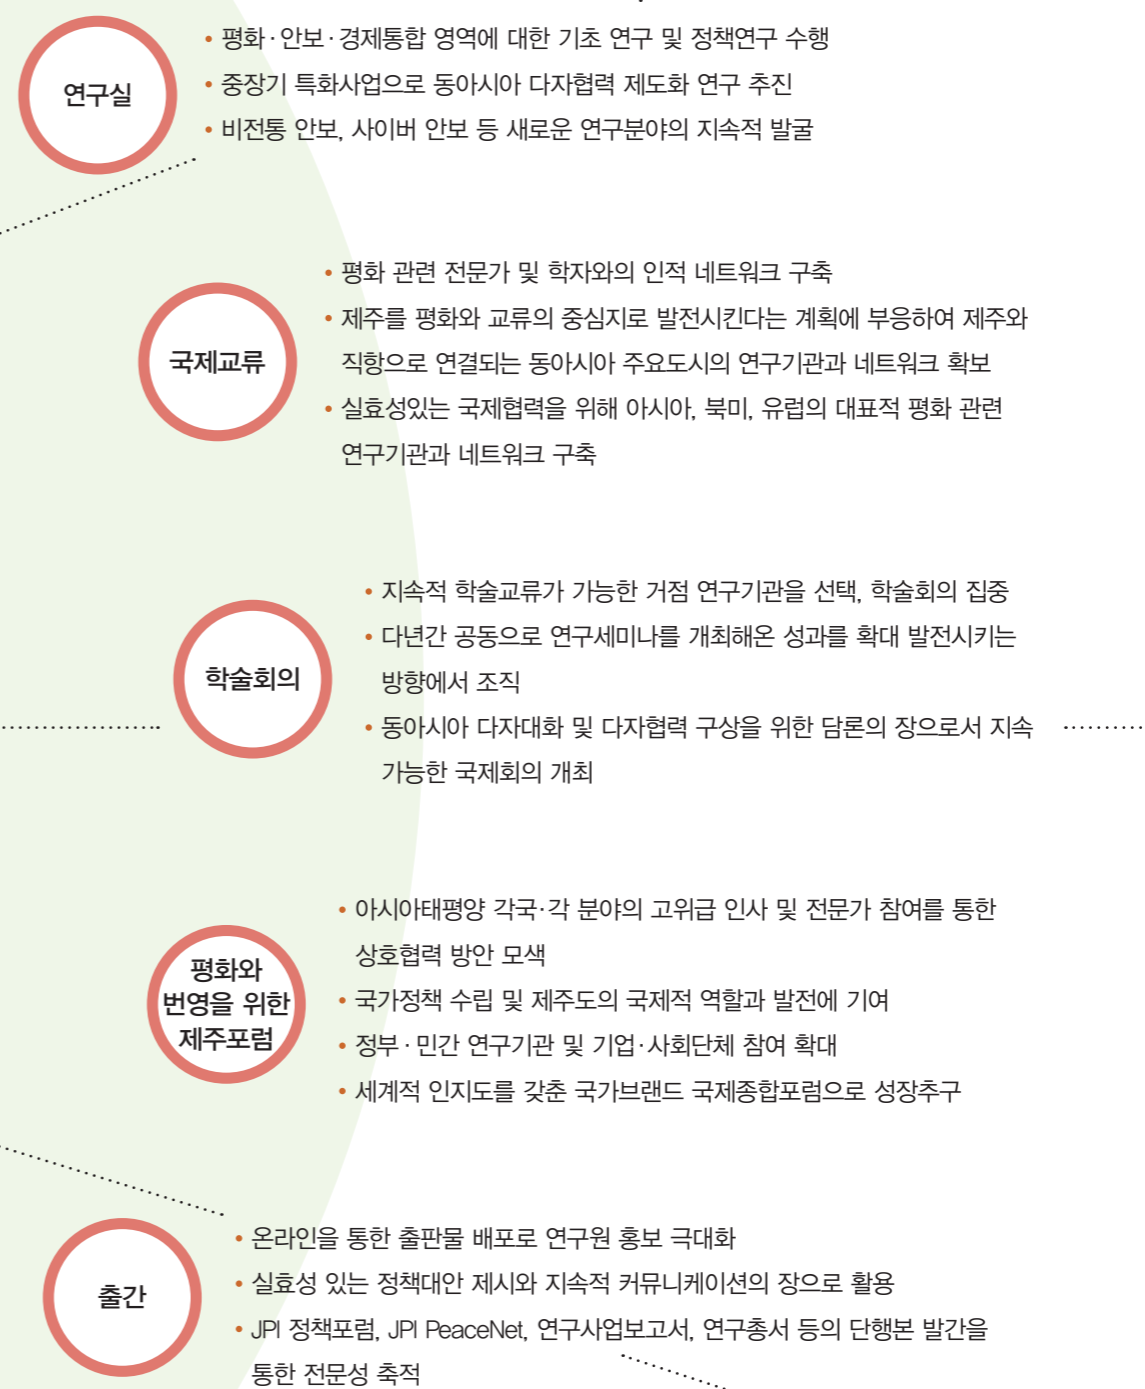 연구실
• 평화·안보·경제통합 영역에 대한 기초 연구 및 정책연구 수행
• 중장기 특화사업으로 동아시아 다자협력 제도화 연구 추진
• 비전통 안보, 사이버 안보 등 새로운 연구분야의 지속적 발굴
국제교류
• 평화 관련 전문가 및 학자와의 인적 네트워크 구축
• 제주를 평화와 교류의 중심지로 발전시킨다는 계획에 부응하여 제주와
직항으로 연결되는 동아시아 주요도시의 연구기관과 네트워크 확보
• 실효성있는 국제협력을 위해 아시아, 북미, 유럽의 대표적 평화 관련
연구기관과 네트워크 구축
학술회의
• 지속적 학술교류가 가능한 거점 연구기관을 선택, 학술회의 집중
• 다년간 공동으로 연구세미나를 개최해온 성과를 확대 발전시키는
방향에서 조직
• 동아시아 다자대화 및 다자협력 구상을 위한 담론의 장으로서 지속
가능한 국제회의 개최
평화와
번영을 위한
제주포럼
• 아시아태평양 각국·각 분야의 고위급 인사 및 전문가 참여를 통한
상호협력 방안 모색
• 국가정책 수립 및 제주도의 국제적 역할과 발전에 기여
• 정부·민간 연구기관 및 기업·사회단체 참여 확대
• 세계적 인지도를 갖춘 국가브랜드 국제종합포럼으로 성장추구
출간
• 온라인을 통한 출판물 배포로 연구원 홍보 극대화
• 실효성 있는 정책대안 제시와 지속적 커뮤니케이션의 장으로 활용
• JPI 정책포럼, JPI PeaceNet, 연구사업보고서, 연구총서 등의 단행본 발간을
통한 전문성 축적